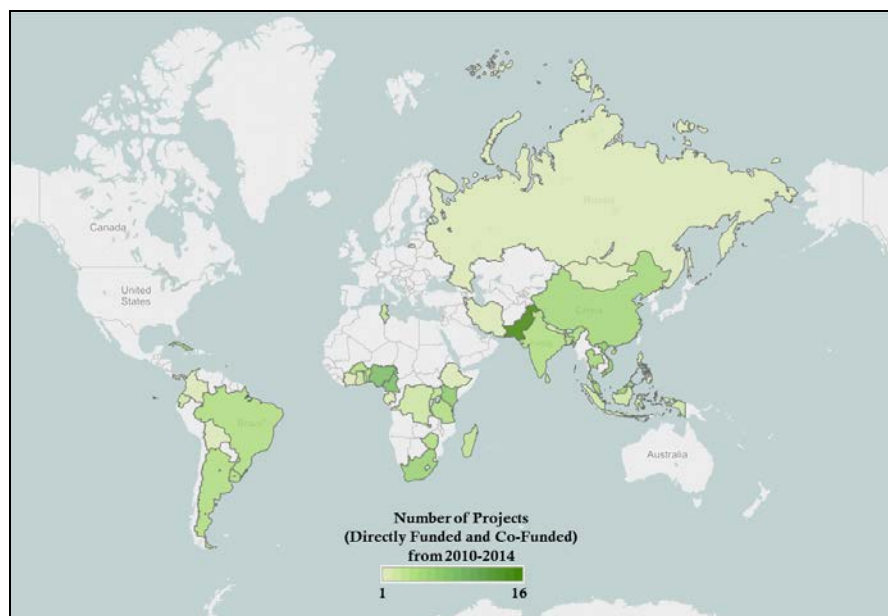 Canada
United
States
Russia
China
India
Brazil
Australia
Number of Projects
(Directly Funded and Co-Funded)
from 2010-2014
1 16